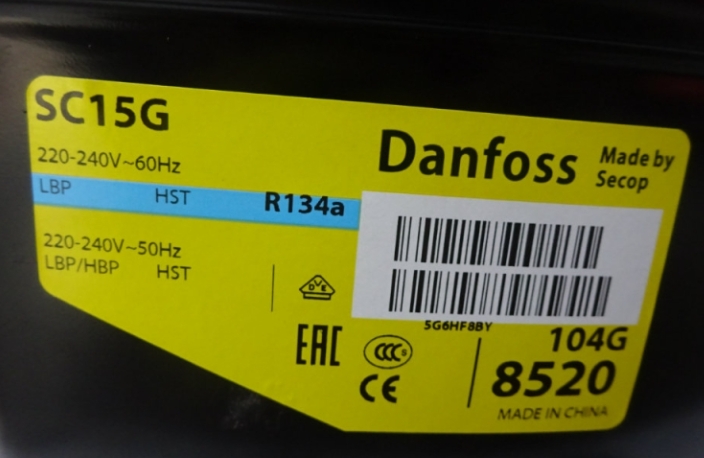 SC15G
220-240V~60Hz
LBP HST R134a
220-240V~50Hz
LBP/HBP HST
Danfoss
Made by
Secop
DVE
5G6HF8BY
EAC
CCC S
CE
104G
8520
MADE IN CHINA